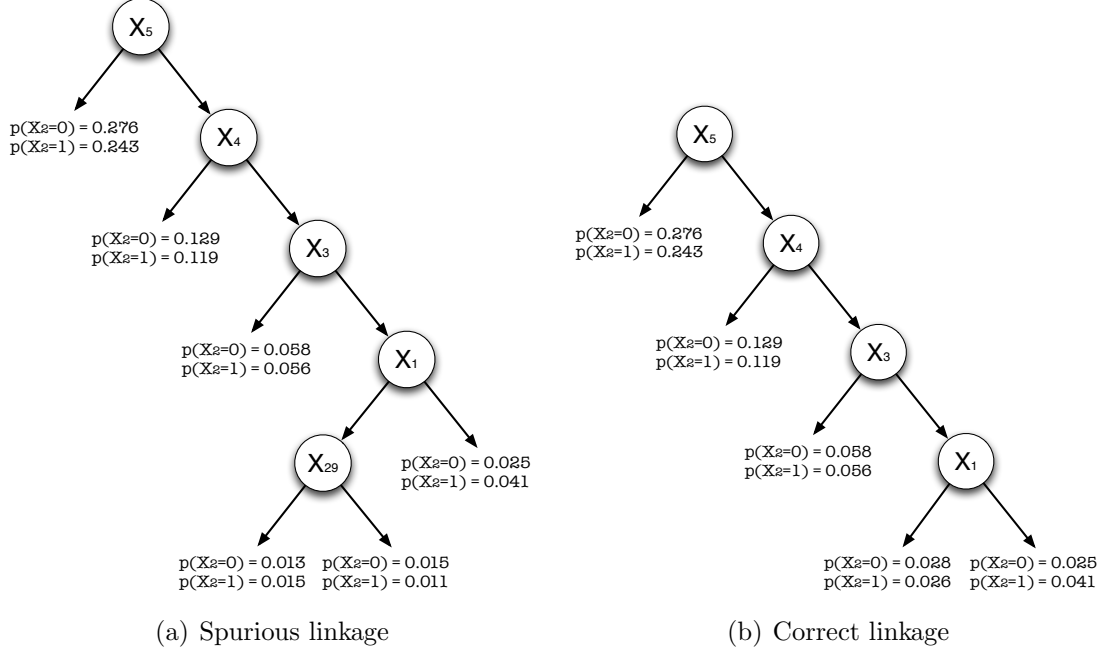 X5
p(X2=0) = 0.276
p(X2=1) = 0.243
X4
p(X2=0) = 0.129
p(X2=1) = 0.119
X3
p(X2=0) = 0.058
p(X2=1) = 0.056
X1
X29
p(X2=0) = 0.025
p(X2=1) = 0.041
p(X2=0) = 0.013 p(X2=0) = 0.015
p(X2=1) = 0.015 p(X2=1) = 0.011
(a) Spurious linkage
X5
p(X2=0) = 0.276
p(X2=1) = 0.243
X4
p(X2=0) = 0.129
p(X2=1) = 0.119
X3
p(X2=0) = 0.058
p(X2=1) = 0.056
X1
p(X2=0) = 0.028 p(X2=0) = 0.025
p(X2=1) = 0.026 p(X2=1) = 0.041
(b) Correct linkage